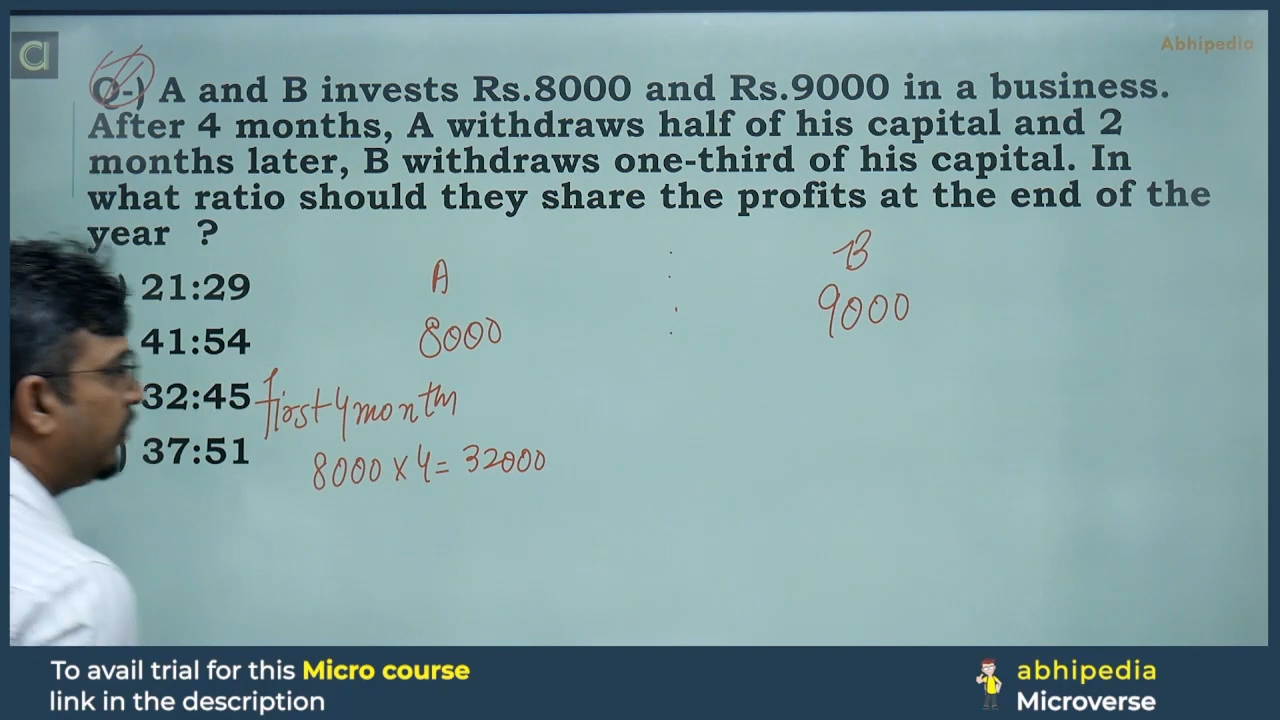 Abhipedia
Q-) A and B invests Rs.8000 and Rs.9000 in a business.
After 4 months, A withdraws half of his capital and 2
months later, B withdraws one-third of his capital. In
what ratio should they share the profits at the end of the
year ?
A : B
8000 : 9000
) 21:29
41:54
32:45
) 37:51
first 4 month
8000 x 4 = 32000
To avail trial for this Micro course
link in the description
abhipedia
Microverse